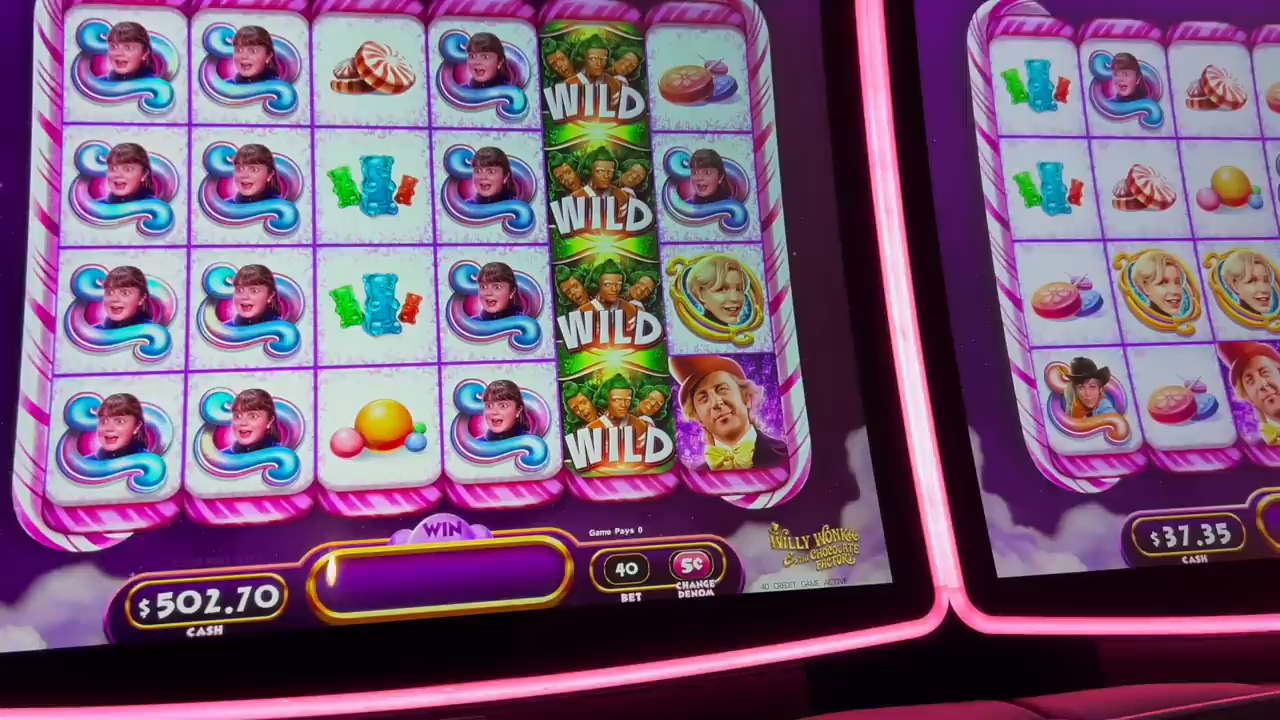 WILD
WILD
WILD
WILD
WIN
Game Pays 0
$502.70
CASH
40
BET
5¢
CHANGE
DENOM
WILLY WONKA
& THE CHOCOLATE
FACTORY
40 CREDIT GAME ACTIVE
$37.35
CASH